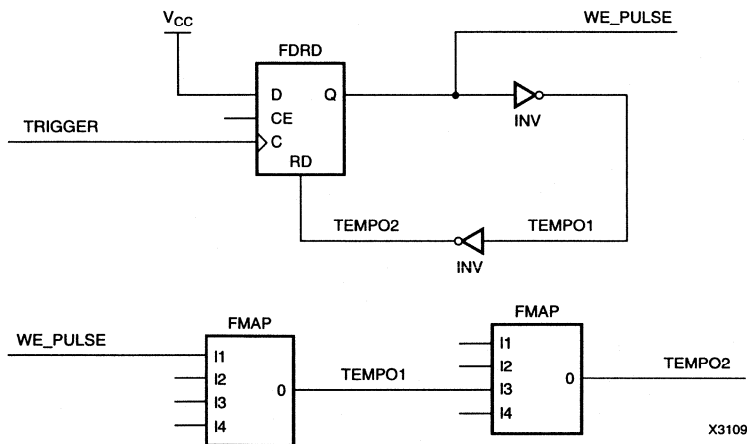 VCC
WE_PULSE
FDRD
D
Q
CE
INV
TRIGGER
C
RD
TEMPO2
TEMPO1
INV
FMAP
FMAP
WE_PULSE
I1
I2
I3
I4
0
TEMPO1
I1
I2
I3
I4
0
TEMPO2
X3109